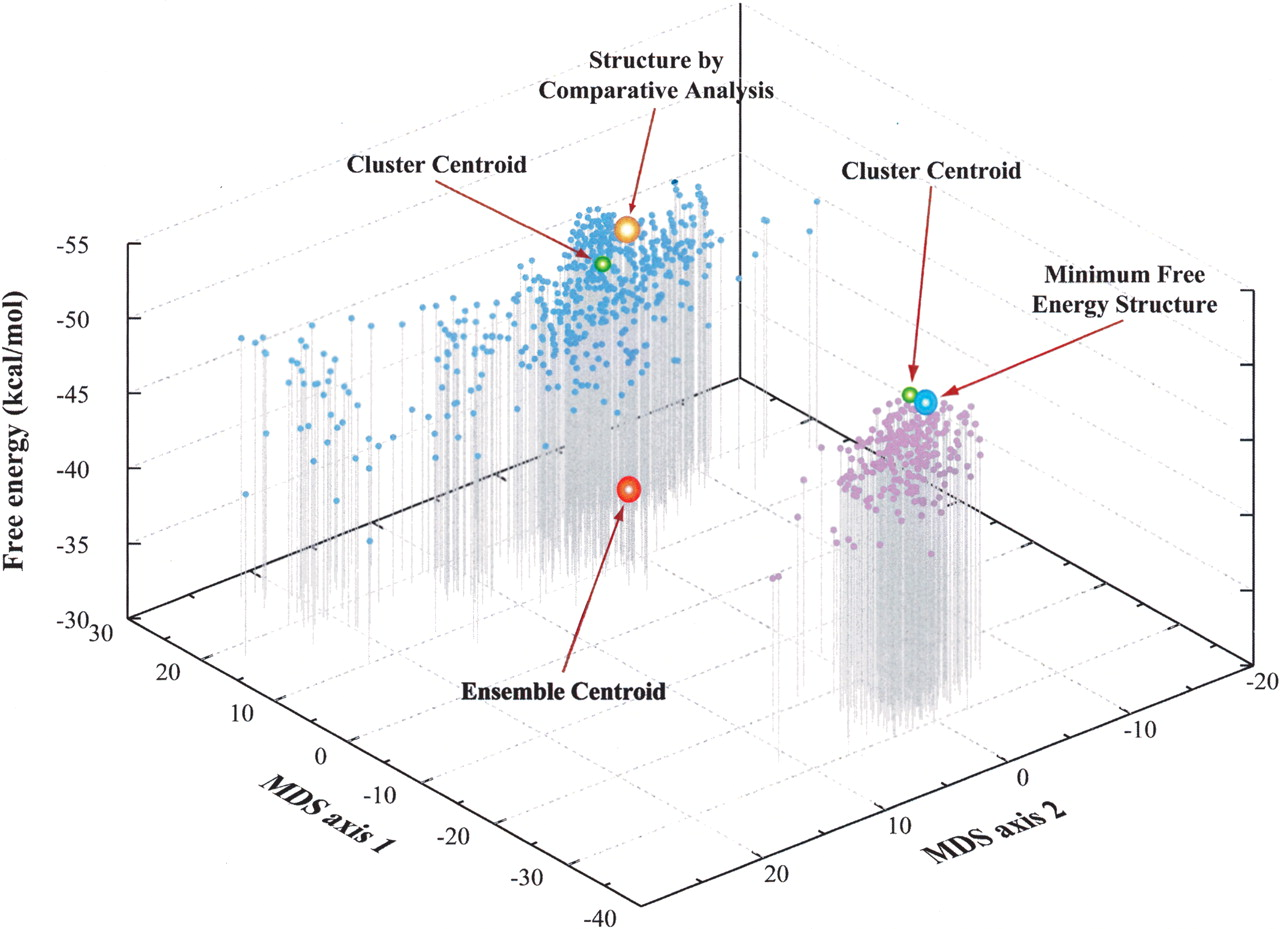 Structure by
Comparative Analysis
Cluster Centroid
Cluster Centroid
Minimum Free
Energy Structure
Ensemble Centroid
Free energy (kcal/mol)
-55
-50
-45
-40
-35
-30
30
20
10
0
-10
-20
-30
-40
MDS axis 1
20
10
0
-10
-20
MDS axis 2